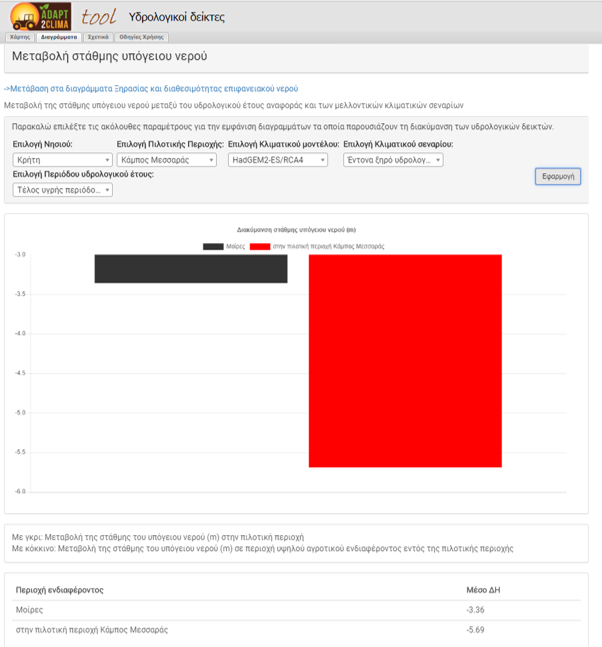 ADAPT
2CLIMA
tool
Υδρολογικοί δείκτες
Χάρτης Διαγράμματα Σχετικά Οδηγίες Χρήσης
Μεταβολή στάθμης υπόγειου νερού
->Μετάβαση στα διαγράμματα Ξηρασίας και διαθεσιμότητας επιφανειακού νερού
Μεταβολή της στάθμης υπόγειου νερού μεταξύ του υδρολογικού έτους αναφοράς και των μελλοντικών κλιματικών σεναρίων
Παρακαλώ επιλέξτε τις ακόλουθες παραμέτρους για την εμφάνιση διαγραμμάτων τα οποία παρουσιάζουν τη διακύμανση των υδρολογικών δεικτών.
Επιλογή Νησιού: Επιλογή Πιλοτικής Περιοχής: Επιλογή Κλιματικού μοντέλου: Επιλογή Κλιματικού σεναρίου:
Κρήτη Κάμπος Μεσσαράς HadGEM2-ES/RCA4 Έντονα ξηρό υδρολογ...
Επιλογή Περιόδου υδρολογικού έτους:
Εφαρμογή
Τέλος υγρής περιόδο...
Διακύμανση στάθμης υπόγειου νερού (m)
Μοίρες στην πιλοτική περιοχή Κάμπος Μεσσαράς
-3.0
-3.5
-4.0
-4.5
-5.0
-5.5
-6.0
Με γκρι: Μεταβολή της στάθμης του υπόγειου νερού (m) στην πιλοτική περιοχή
Με κόκκινο: Μεταβολή της στάθμης του υπόγειου νερού (m) σε περιοχή υψηλού αγροτικού ενδιαφέροντος εντός της πιλοτικής περιοχής
Περιοχή ενδιαφέροντος Μέσο ΔΗ
Μοίρες -3.36
στην πιλοτική περιοχή Κάμπος Μεσσαράς -5.69